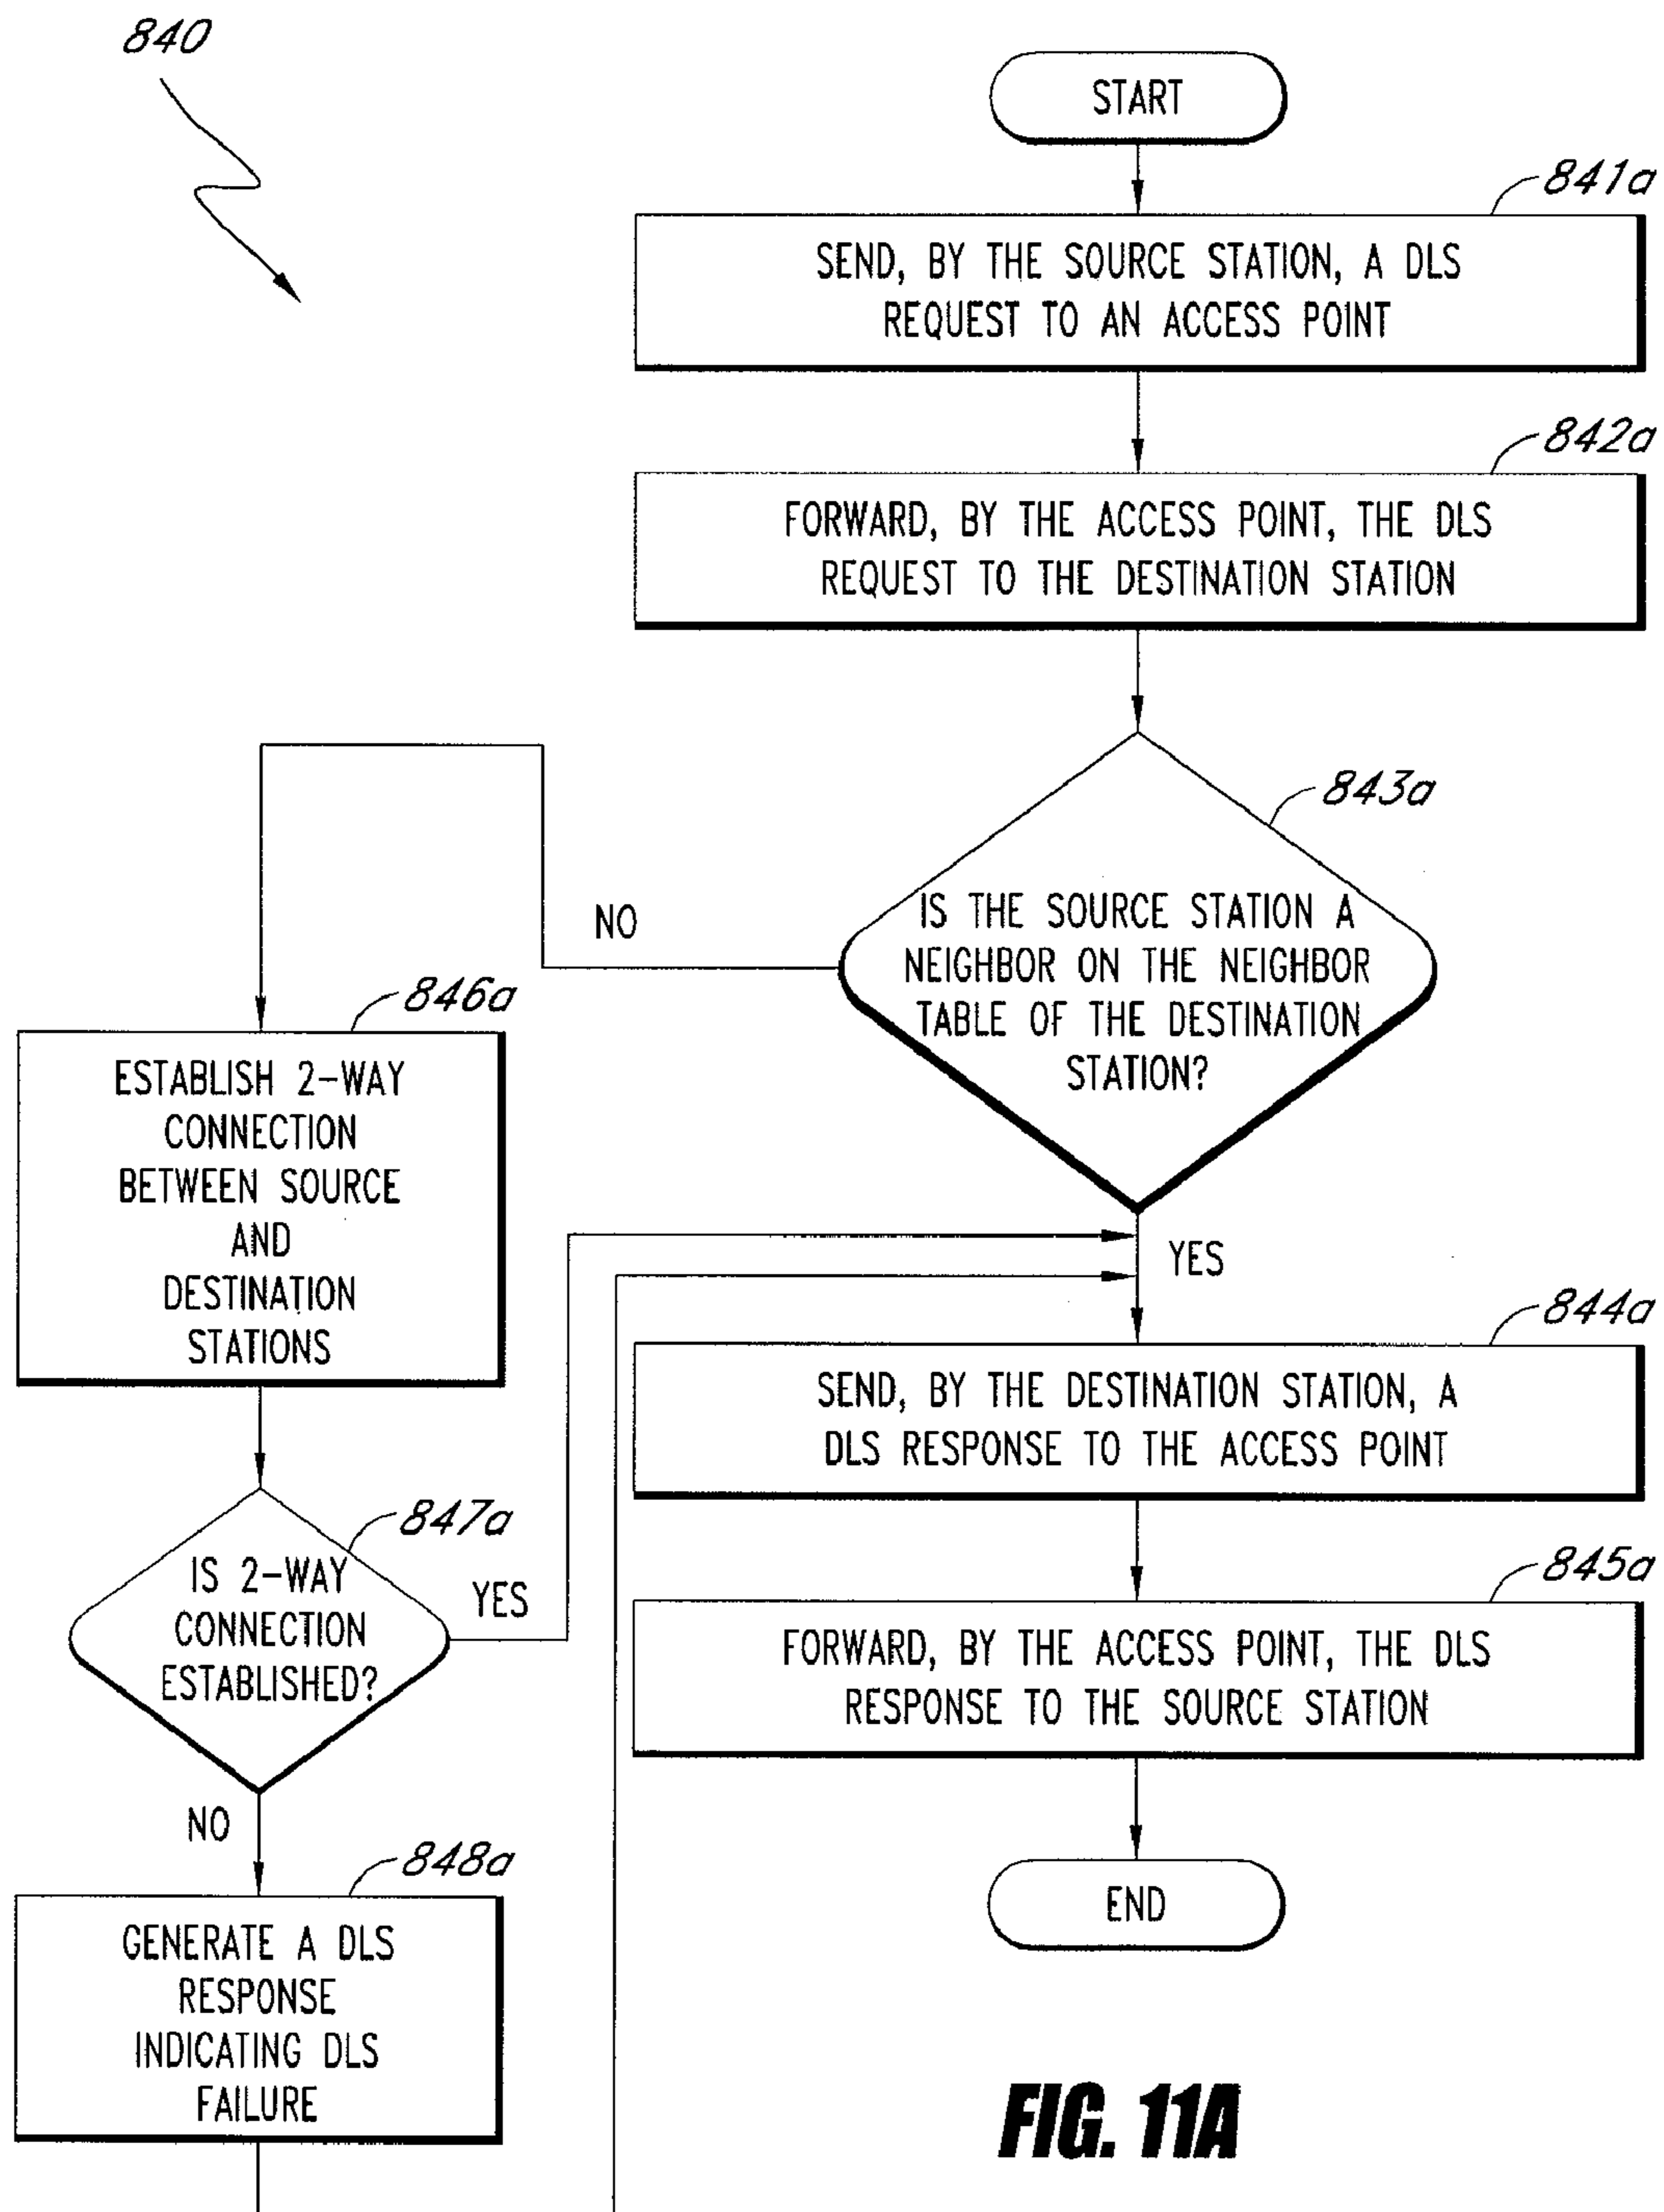 840
START
841a
SEND, BY THE SOURCE STATION, A DLS
REQUEST TO AN ACCESS POINT
842a
FORWARD, BY THE ACCESS POINT, THE DLS
REQUEST TO THE DESTINATION STATION
843a
IS THE SOURCE STATION A
NEIGHBOR ON THE NEIGHBOR
TABLE OF THE DESTINATION
STATION?
NO
846a
ESTABLISH 2-WAY
CONNECTION
BETWEEN SOURCE
AND
DESTINATION
STATIONS
YES
844a
SEND, BY THE DESTINATION STATION, A
DLS RESPONSE TO THE ACCESS POINT
847a
IS 2-WAY
CONNECTION
ESTABLISHED?
YES
845a
FORWARD, BY THE ACCESS POINT, THE DLS
RESPONSE TO THE SOURCE STATION
NO
848a
GENERATE A DLS
RESPONSE
INDICATING DLS
FAILURE
END
FIG. 11A